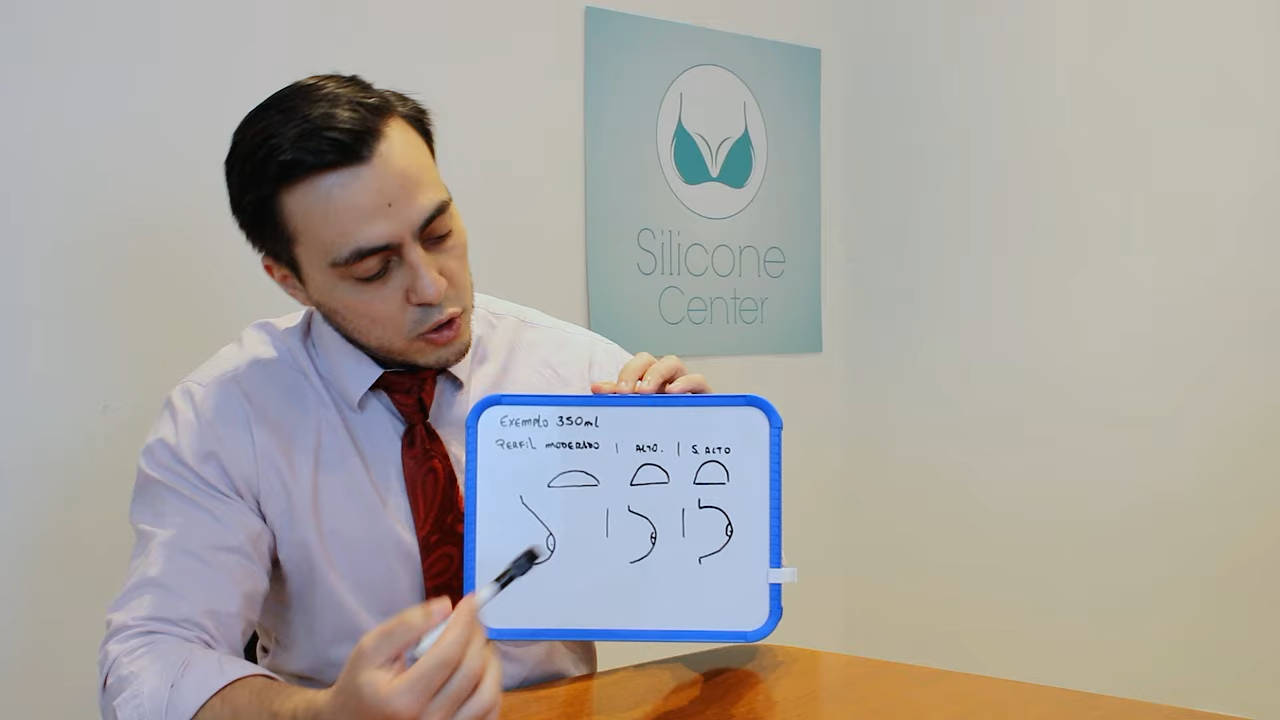 Silicone
Center
EXEMPLO 350ml
PERFIL MODERADO | ALTO. | S. ALTO